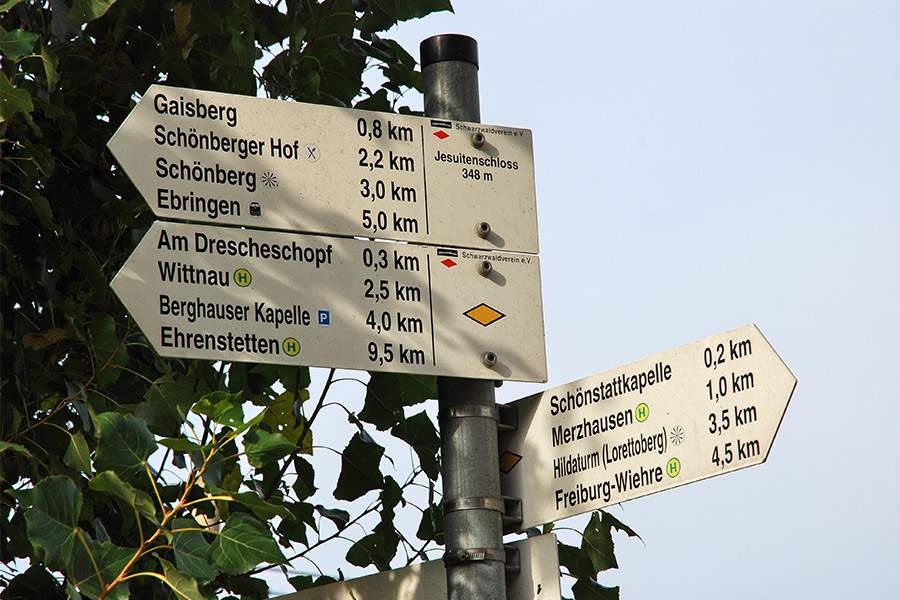 Gaisberg 0,8 km
Schönberger Hof 2,2 km
Schönberg 3,0 km
Ebringen 5,0 km
Schwarzwaldverein e.V.
Jesuitenschloss
348 m
Am Drescheschopf 0,3 km
Wittnau H 2,5 km
Berghauser Kapelle P 4,0 km
Ehrenstetten H 9,5 km
Schwarzwaldverein e.V.
Schönstattkapelle 0,2 km
Merzhausen H 1,0 km
Hildaturm (Lorettoberg) 3,5 km
Freiburg-Wiehre H 4,5 km